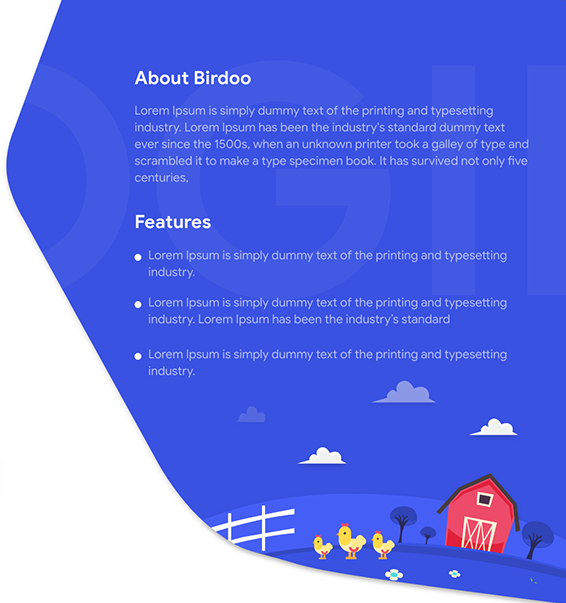 About Birdoo
Lorem Ipsum is simply dummy text of the printing and typesetting
industry. Lorem Ipsum has been the industry's standard dummy text
ever since the 1500s, when an unknown printer took a galley of type and
scrambled it to make a type specimen book. It has survived not only five
centuries,
Features
Lorem Ipsum is simply dummy text of the printing and typesetting
industry.
Lorem Ipsum is simply dummy text of the printing and typesetting
industry. Lorem Ipsum has been the industry's standard
Lorem Ipsum is simply dummy text of the printing and typesetting
industry.